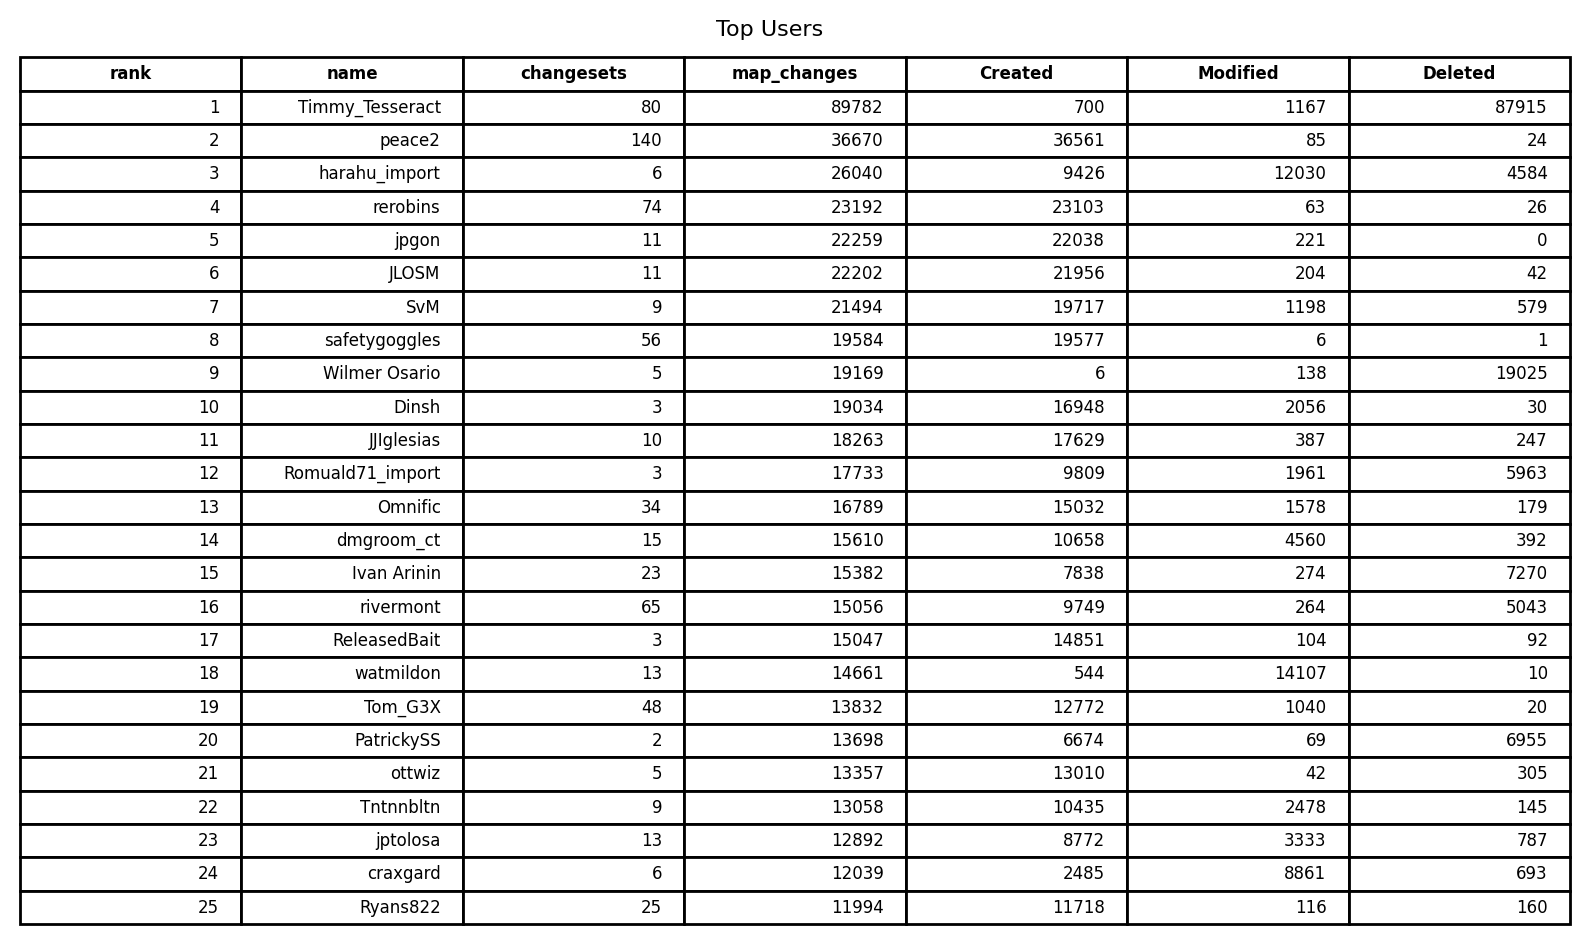 Top Users
rank name changesets map_changes Created Modified Deleted
1 Timmy_Tesseract 80 89782 700 1167 87915
2 peace2 140 36670 36561 85 24
3 harahu_import 6 26040 9426 12030 4584
4 rerobins 74 23192 23103 63 26
5 jpgon 11 22259 22038 221 0
6 JLOSM 11 22202 21956 204 42
7 SvM 9 21494 19717 1198 579
8 safetygoggles 56 19584 19577 6 1
9 Wilmer Osario 5 19169 6 138 19025
10 Dinsh 3 19034 16948 2056 30
11 JJIglesias 10 18263 17629 387 247
12 Romuald71_import 3 17733 9809 1961 5963
13 Omnific 34 16789 15032 1578 179
14 dmgroom_ct 15 15610 10658 4560 392
15 Ivan Arinin 23 15382 7838 274 7270
16 rivermont 65 15056 9749 264 5043
17 ReleasedBait 3 15047 14851 104 92
18 watmildon 13 14661 544 14107 10
19 Tom_G3X 48 13832 12772 1040 20
20 PatrickySS 2 13698 6674 69 6955
21 ottwiz 5 13357 13010 42 305
22 Tntnnbltn 9 13058 10435 2478 145
23 jptolosa 13 12892 8772 3333 787
24 craxgard 6 12039 2485 8861 693
25 Ryans822 25 11994 11718 116 160